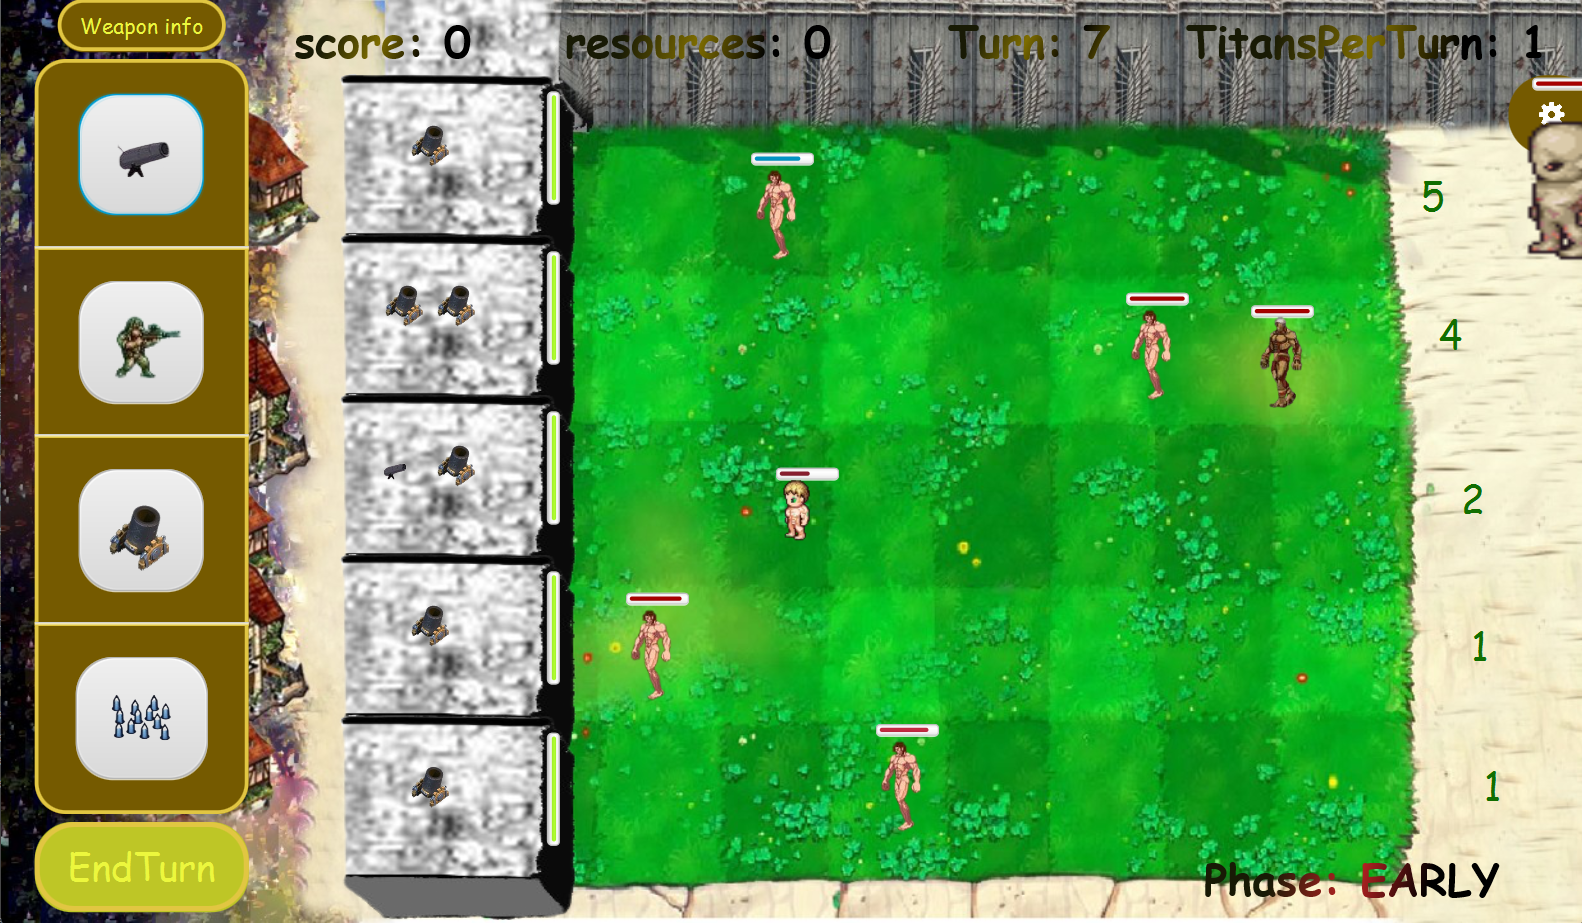 Weapon info
score: 0
resources: 0
Turn: 7
TitansPerTurn: 1
5
4
2
1
1
EndTurn
Phase: EARLY